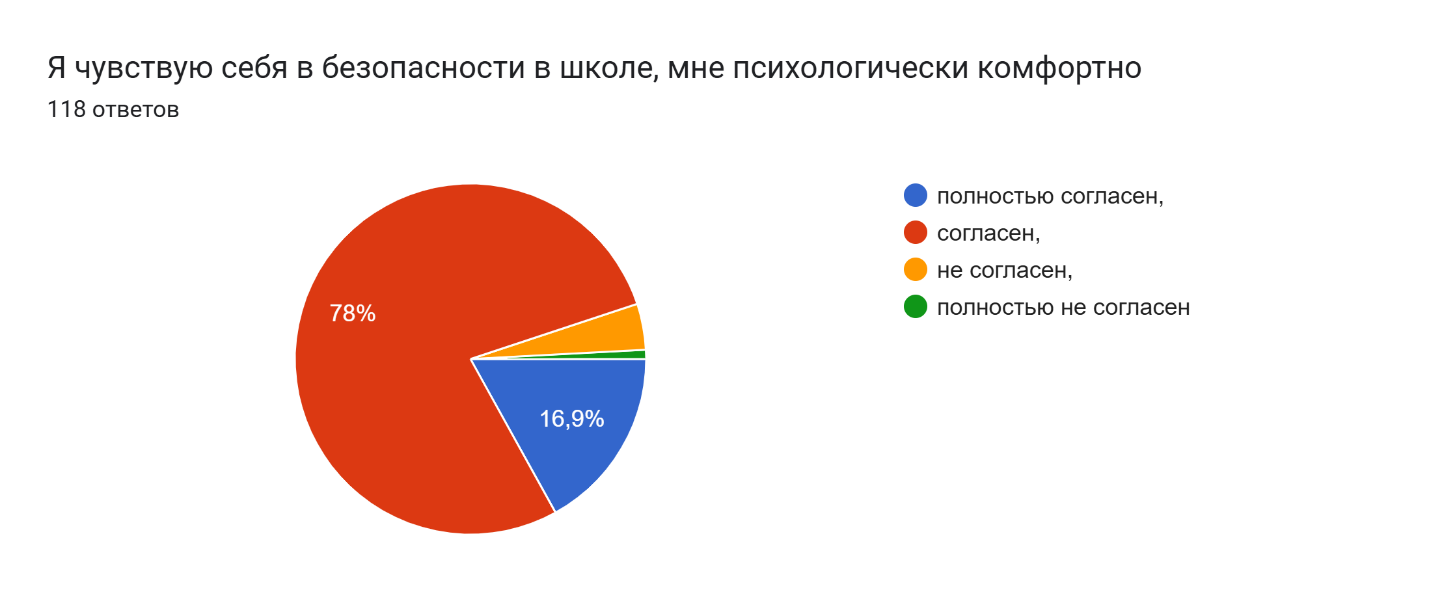 Я чувствую себя в безопасности в школе, мне психологически комфортно
118 ответов
78%
16,9%
полностью согласен,
согласен,
не согласен,
полностью не согласен